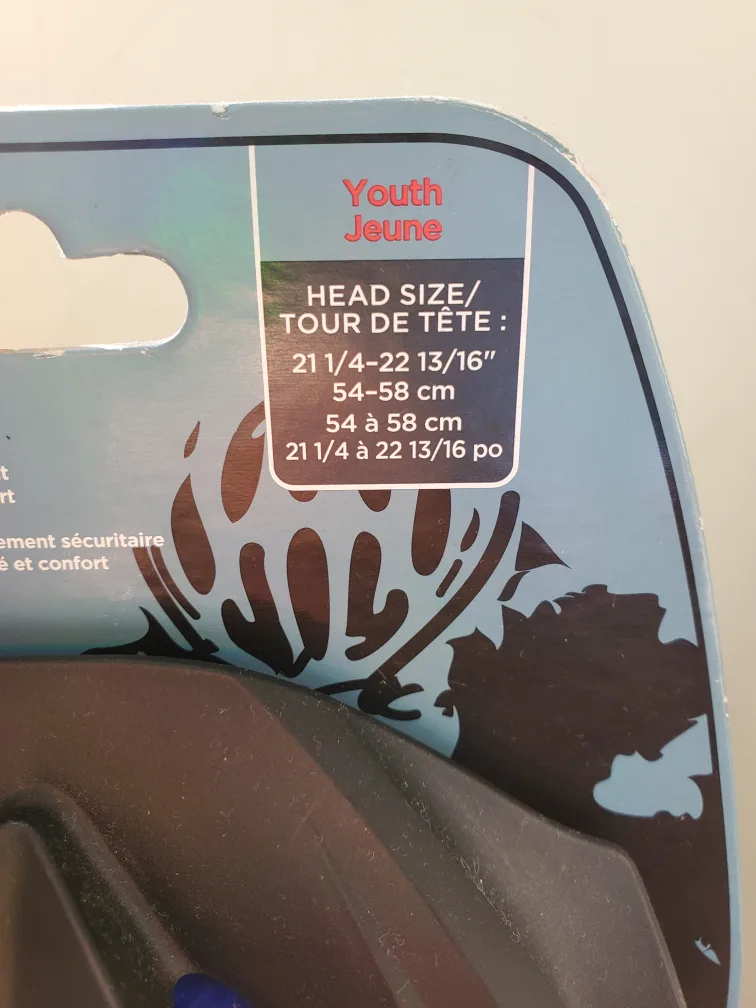 Youth
Jeune
HEAD SIZE/
TOUR DE TÊTE :
21 1/4–22 13/16"
54–58 cm
54 à 58 cm
21 1/4 à 22 13/16 po
t
rt
ement sécuritaire
é et confort